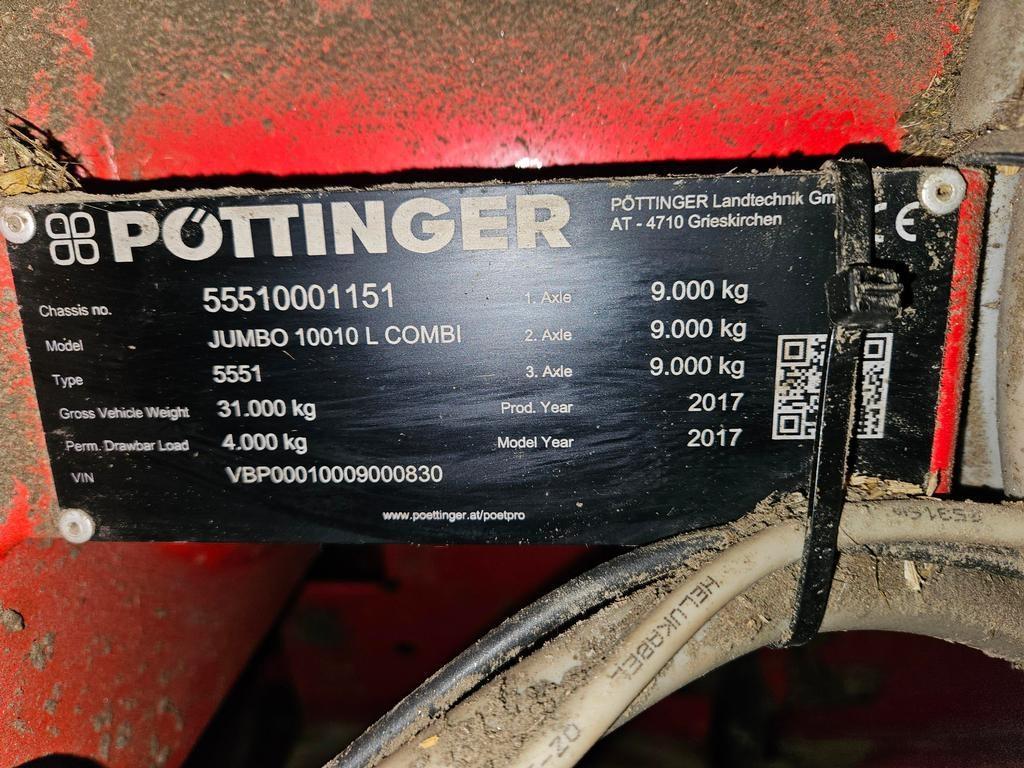 PÖTTINGER
PÖTTINGER Landtechnik Gm
AT - 4710 Grieskirchen
CE
Chassis no. 55510001151 1. Axle 9.000 kg
Model JUMBO 10010 L COMBI 2. Axle 9.000 kg
Type 5551 3. Axle 9.000 kg
Gross Vehicle Weight 31.000 kg Prod. Year 2017
Perm. Drawbar Load 4.000 kg Model Year 2017
VIN VBP00010009000830
www.poettinger.at/poetpro
HELUKABEL